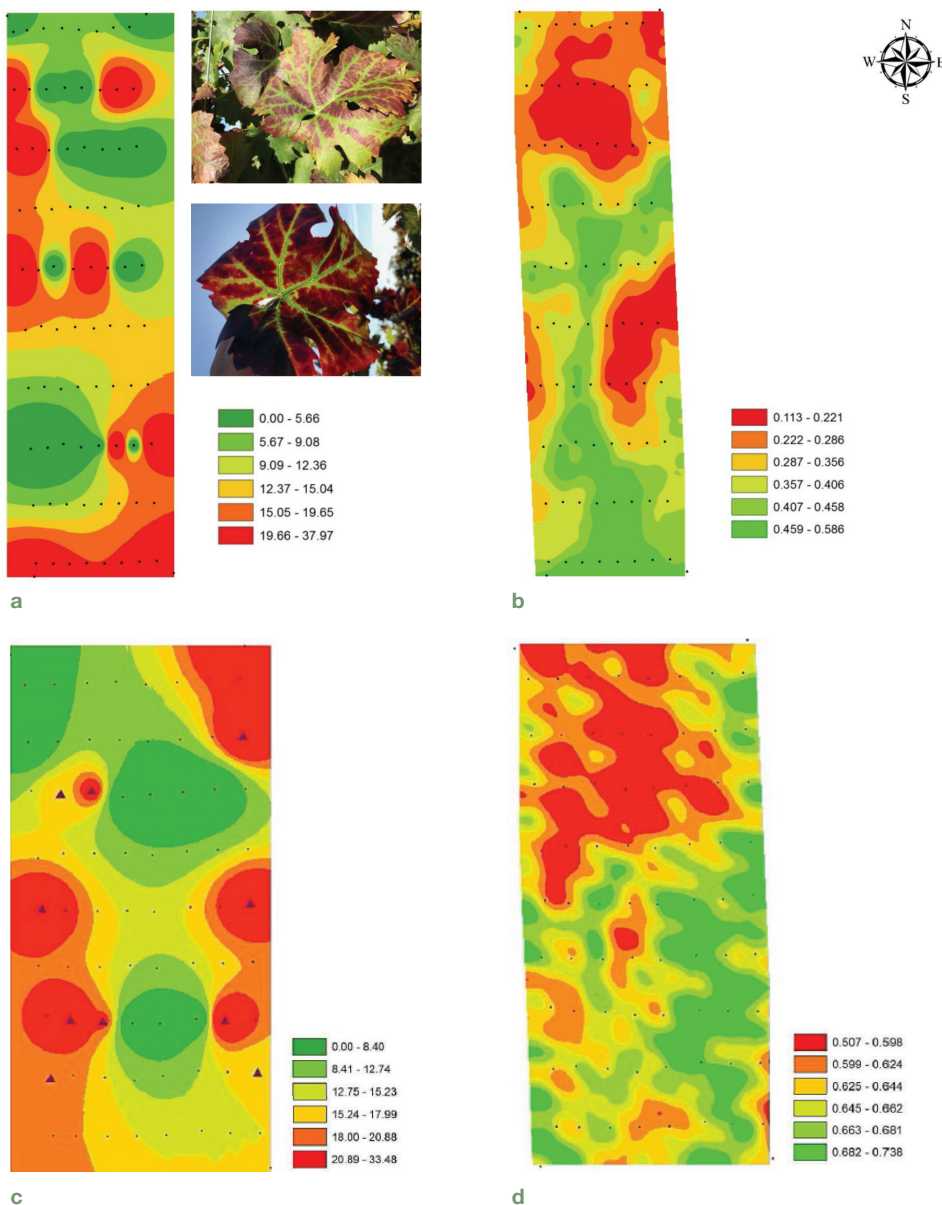 N
W E
S
0.00 - 5.66
5.67 - 9.08
9.09 - 12.36
12.37 - 15.04
15.05 - 19.65
19.66 - 37.97
0.113 - 0.221
0.222 - 0.286
0.287 - 0.356
0.357 - 0.406
0.407 - 0.458
0.459 - 0.586
a
b
0.00 - 8.40
8.41 - 12.74
12.75 - 15.23
15.24 - 17.99
18.00 - 20.88
20.89 - 33.48
0.507 - 0.598
0.599 - 0.624
0.625 - 0.644
0.645 - 0.662
0.663 - 0.681
0.682 - 0.738
c
d